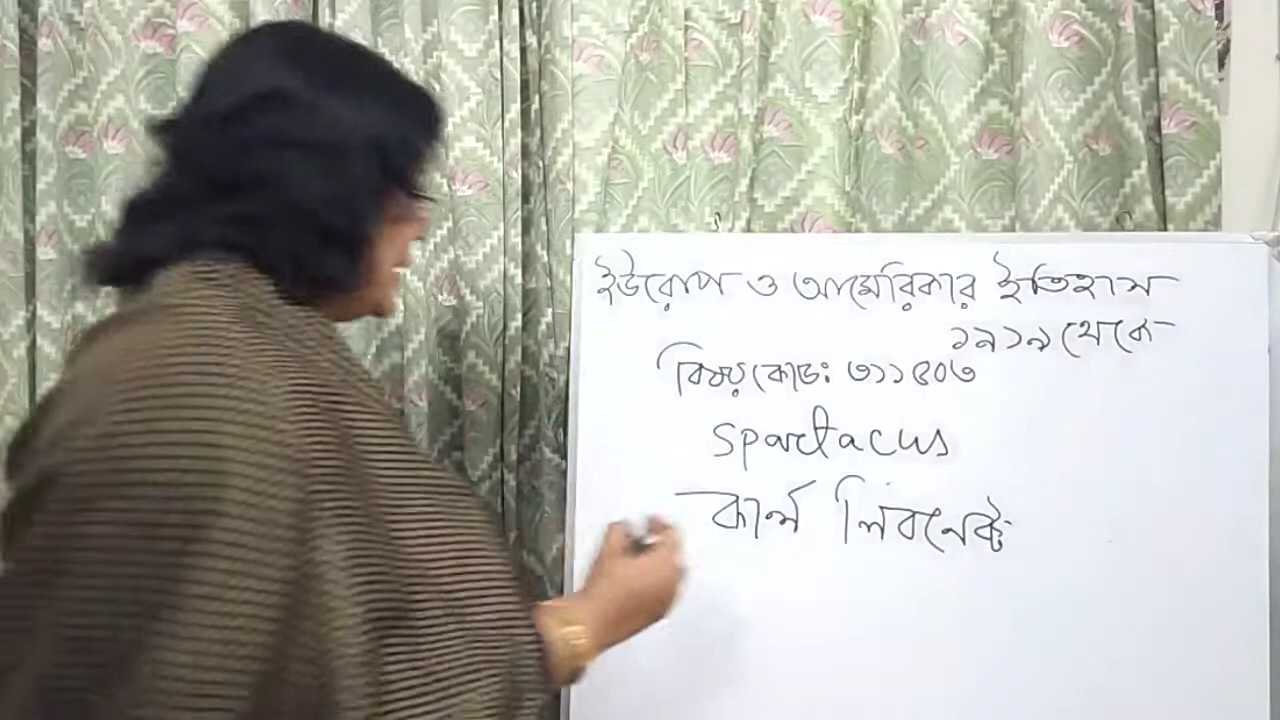 ইউরোপ ও আমেরিকার ইতিহাস
১৯১৯ থেকে
বিষয় কোড: ৩১১৫০৩
spartacus
কার্ল লিবনেক্ট